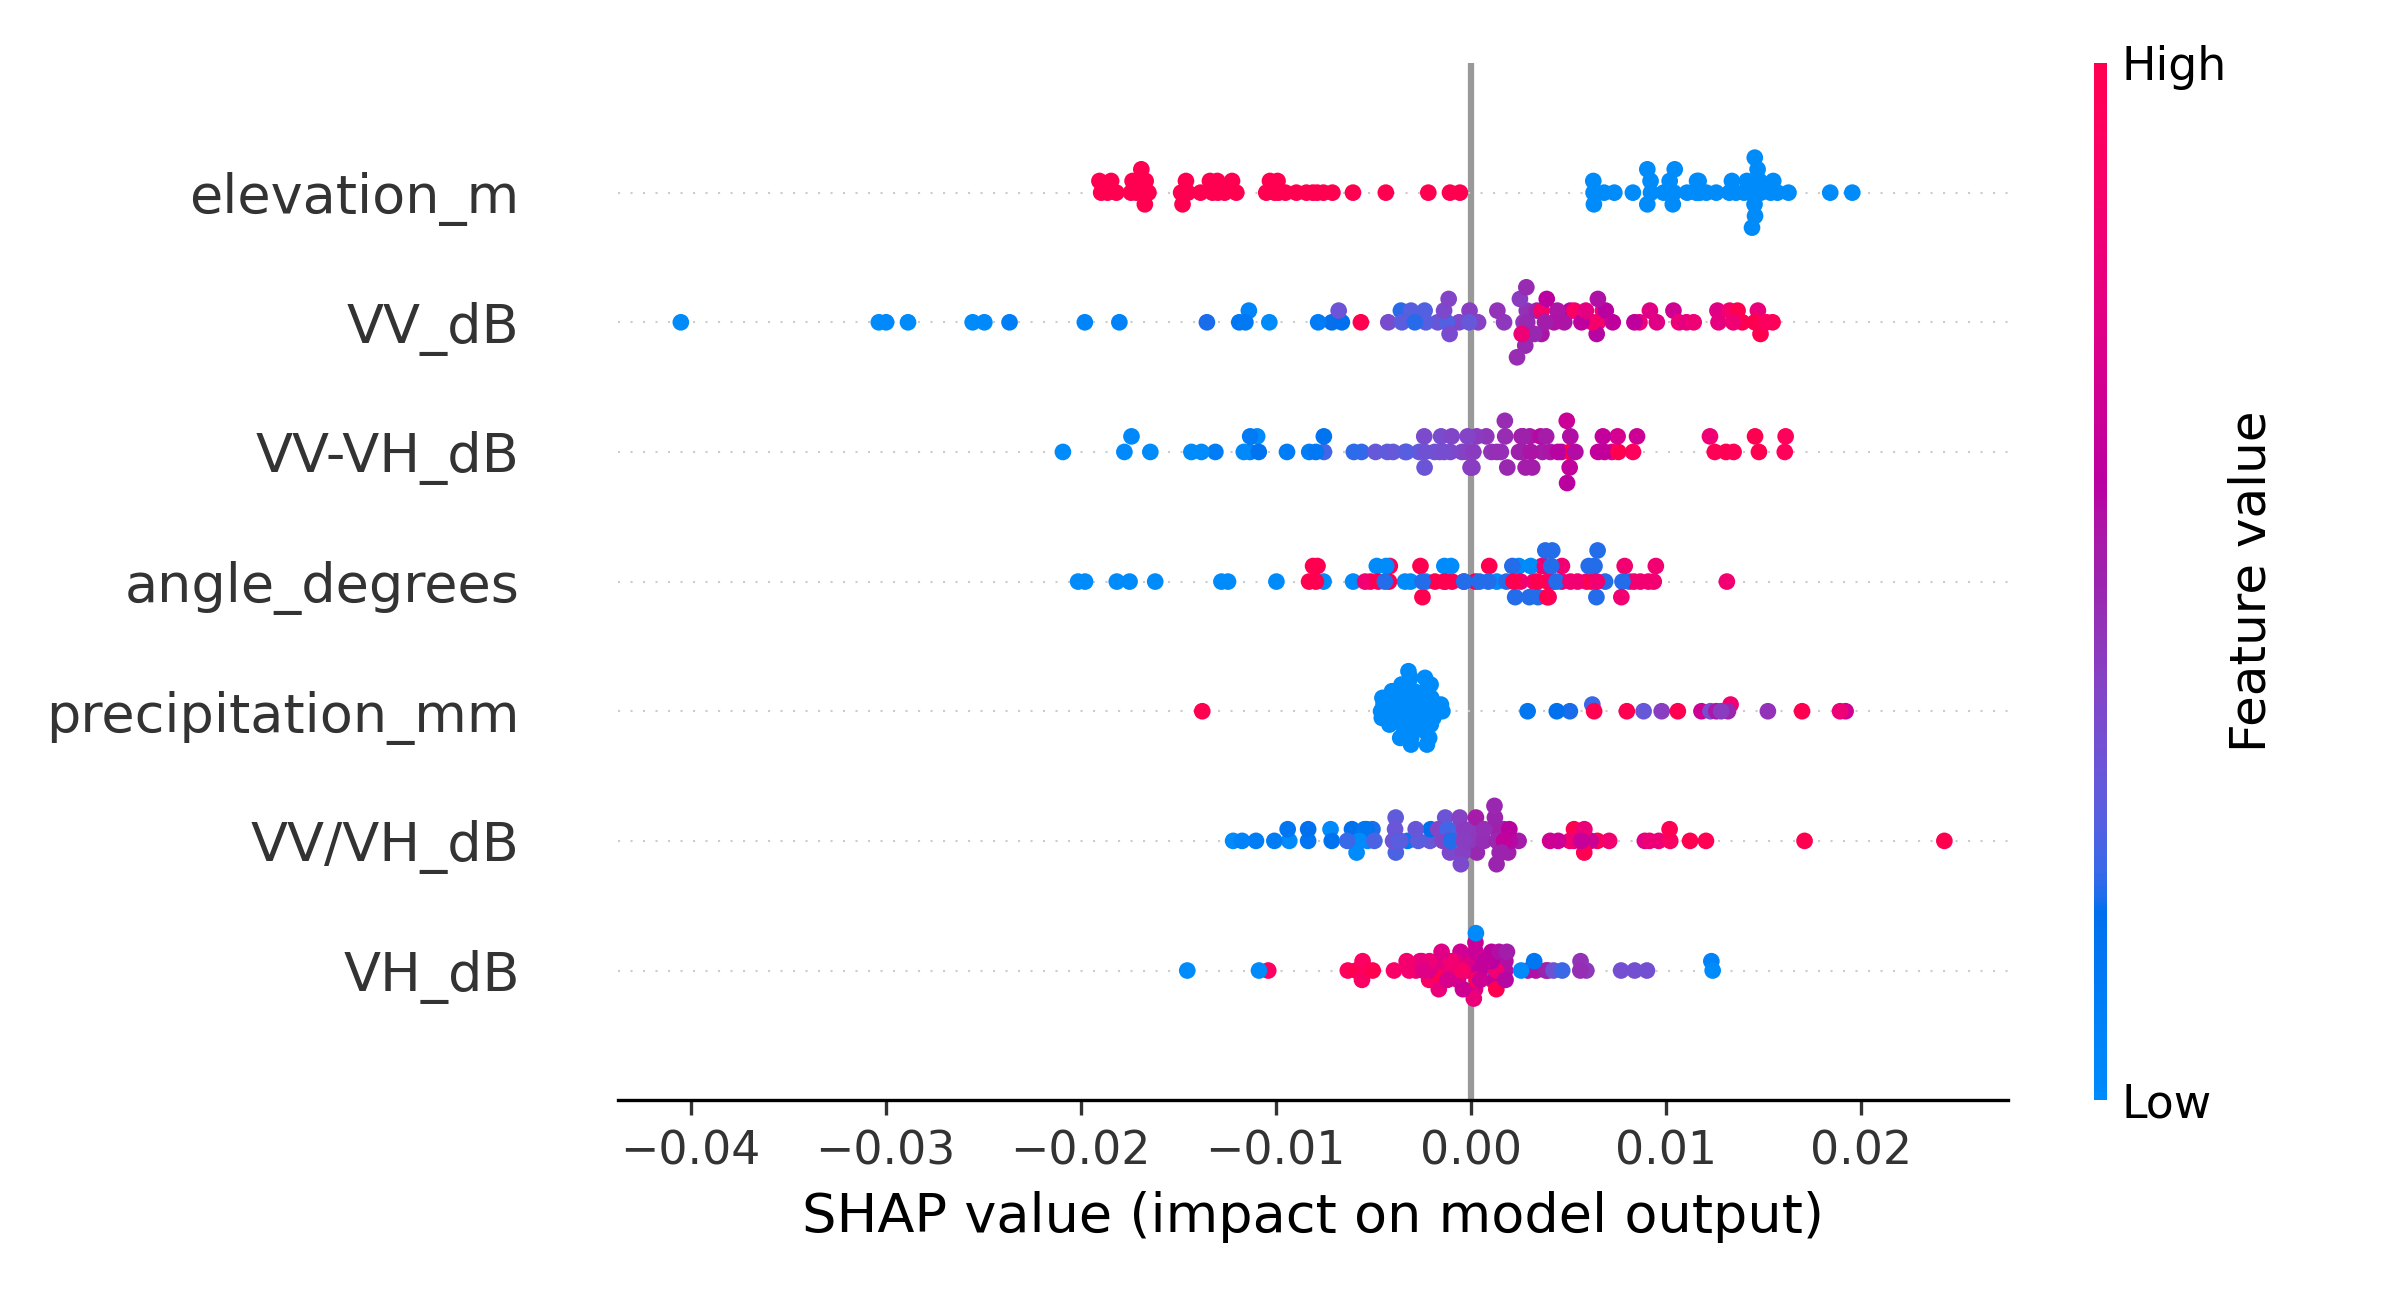 High
elevation_m
VV_dB
VV-VH_dB
angle_degrees
precipitation_mm
VV/VH_dB
VH_dB
Feature value
Low
−0.04 −0.03 −0.02 −0.01 0.00 0.01 0.02
SHAP value (impact on model output)